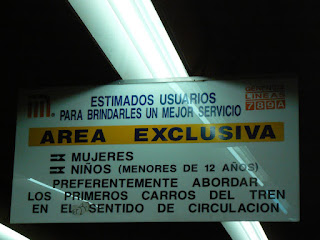 ESTIMADOS USUARIOS
PARA BRINDARLES UN MEJOR SERVICIO
AREA EXCLUSIVA
MUJERES
NIÑOS (MENORES DE 12 AÑOS)
PREFERENTEMENTE ABORDAR
LOS PRIMEROS CARROS DEL TREN
EN EL SENTIDO DE CIRCULACION
LINEAS
789A